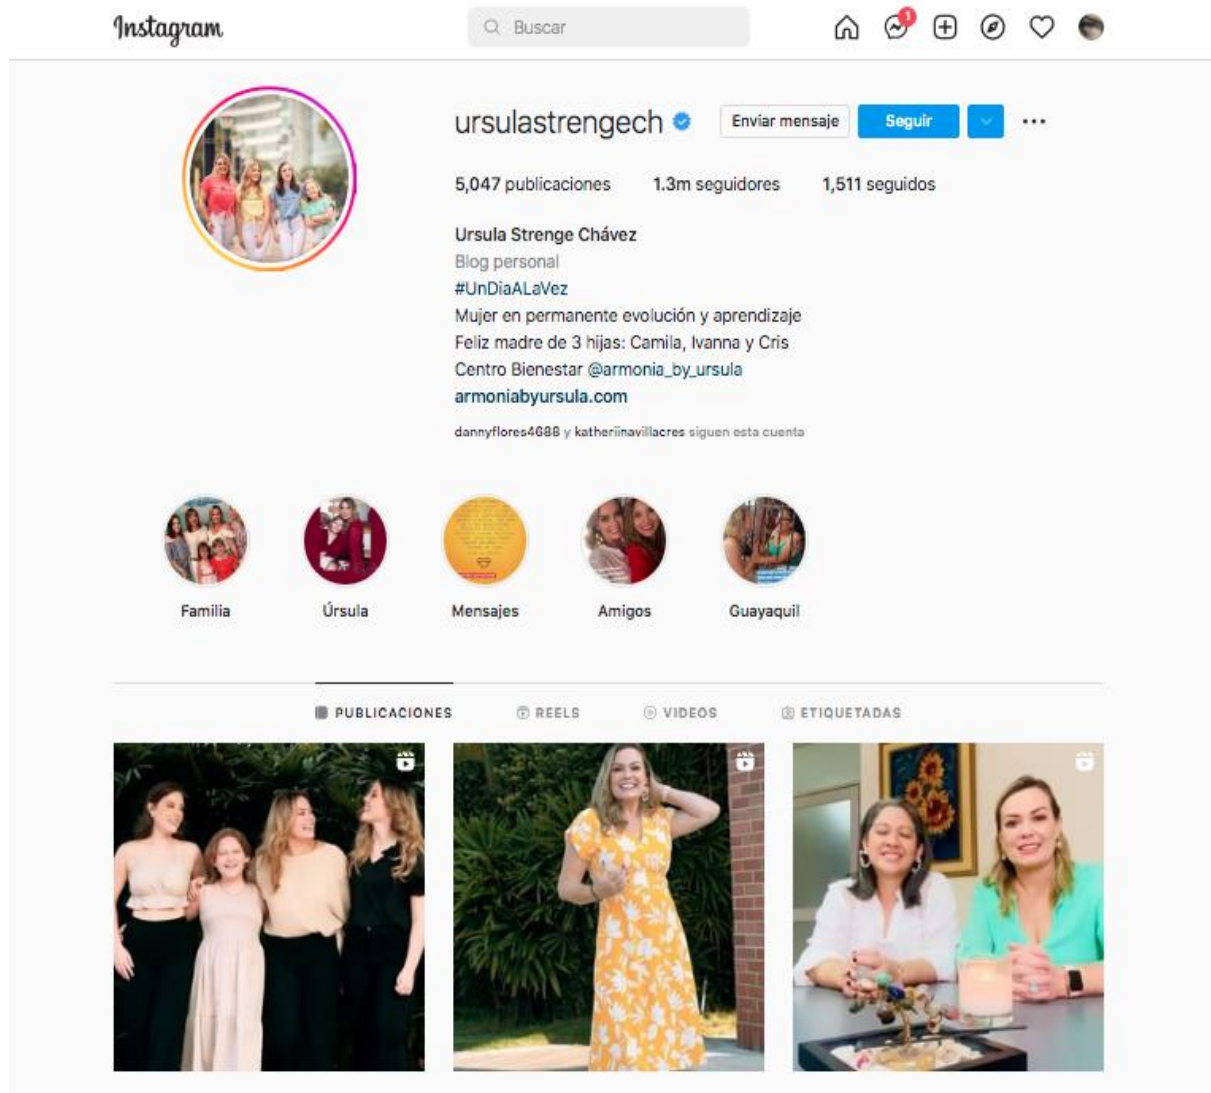 Instagram
Buscar
1
ursulastrengech
Enviar mensaje
Seguir
5,047 publicaciones 1.3m seguidores 1,511 seguidos
Ursula Strenge Chávez
Blog personal
#UnDiaALaVez
Mujer en permanente evolución y aprendizaje
Feliz madre de 3 hijas: Camila, Ivanna y Cris
Centro Bienestar @armonia_by_ursula
armoniabyursula.com
dannyflores4688 y katheriinavillacres siguen esta cuenta
Familia Úrsula Mensajes Amigos Guayaquil
PUBLICACIONES REELS VIDEOS ETIQUETADAS